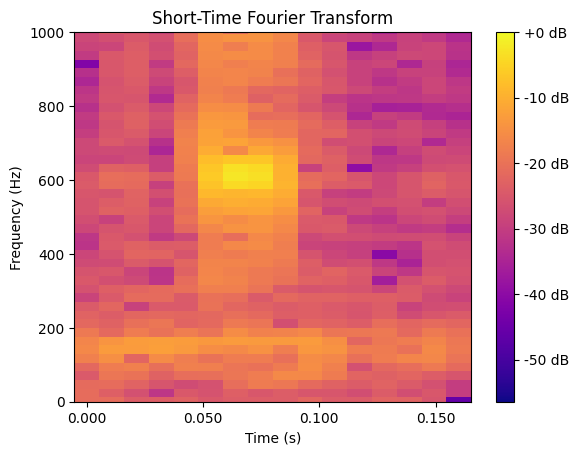 Short-Time Fourier Transform
1000
800
600
400
200
0
Frequency (Hz)
0.000
0.050
0.100
0.150
Time (s)
+0 dB
-10 dB
-20 dB
-30 dB
-40 dB
-50 dB